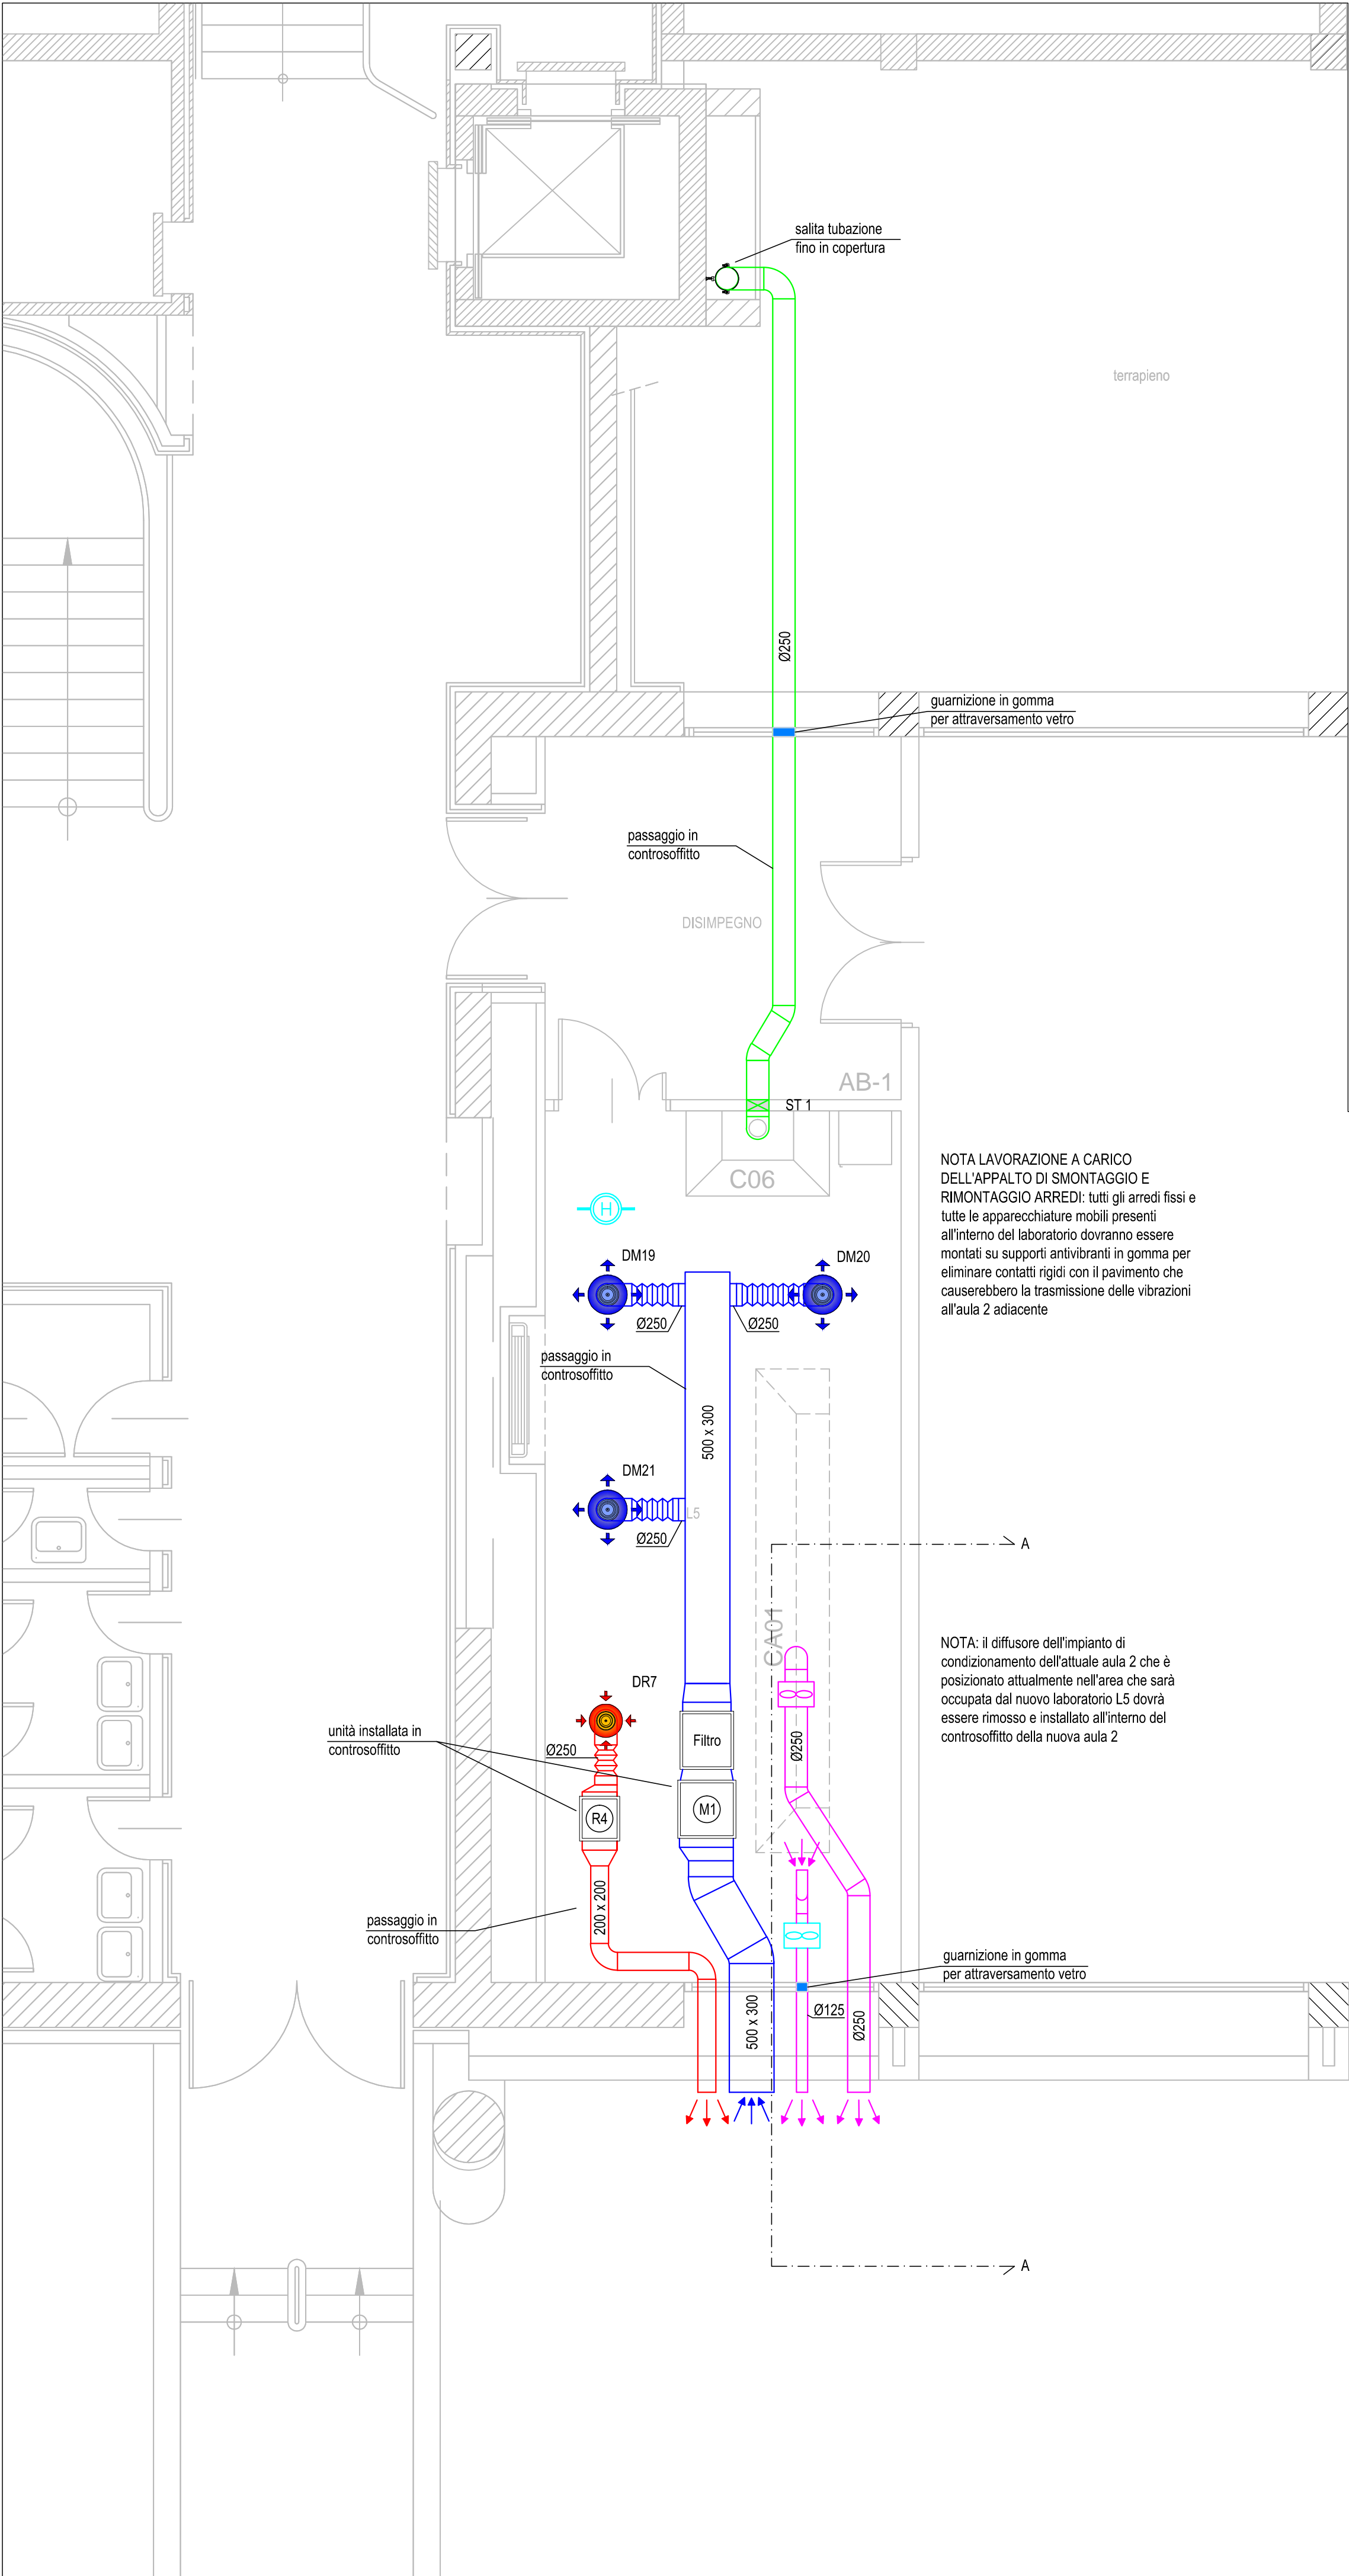 salita tubazione
fino in copertura
terrapieno
Ø250
guarnizione in gomma
per attraversamento vetro
passaggio in
controsoffitto
DISIMPEGNO
AB-1
ST 1
C06
NOTA LAVORAZIONE A CARICO
DELL'APPALTO DI SMONTAGGIO E
RIMONTAGGIO ARREDI: tutti gli arredi fissi e
tutte le apparecchiature mobili presenti
all'interno del laboratorio dovranno essere
montati su supporti antivibranti in gomma per
eliminare contatti rigidi con il pavimento che
causerebbero la trasmissione delle vibrazioni
all'aula 2 adiacente
H
DM19
DM20
Ø250
Ø250
passaggio in
controsoffitto
500 x 300
DM21
L5
Ø250
A
CA01
NOTA: il diffusore dell'impianto di
condizionamento dell'attuale aula 2 che è
posizionato attualmente nell'area che sarà
occupata dal nuovo laboratorio L5 dovrà
essere rimosso e installato all'interno del
controsoffitto della nuova aula 2
DR7
unità installata in
controsoffitto
Ø250
Filtro
Ø250
R4
M1
200 x 200
passaggio in
controsoffitto
guarnizione in gomma
per attraversamento vetro
500 x 300
Ø125
Ø250
A